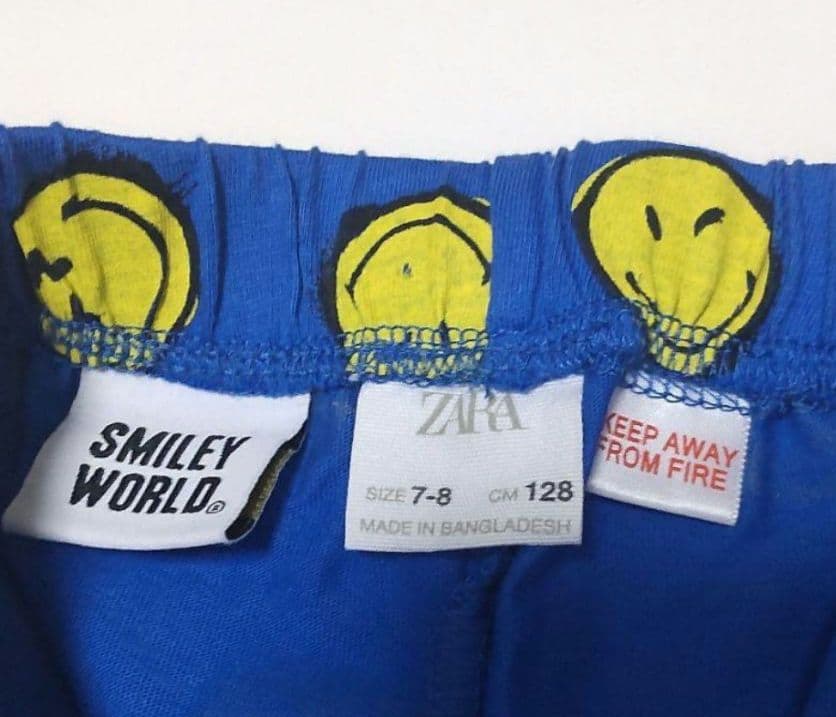 SMILEY
WORLD®
ZARA
SIZE 7-8 CM 128
MADE IN BANGLADESH
KEEP AWAY
FROM FIRE